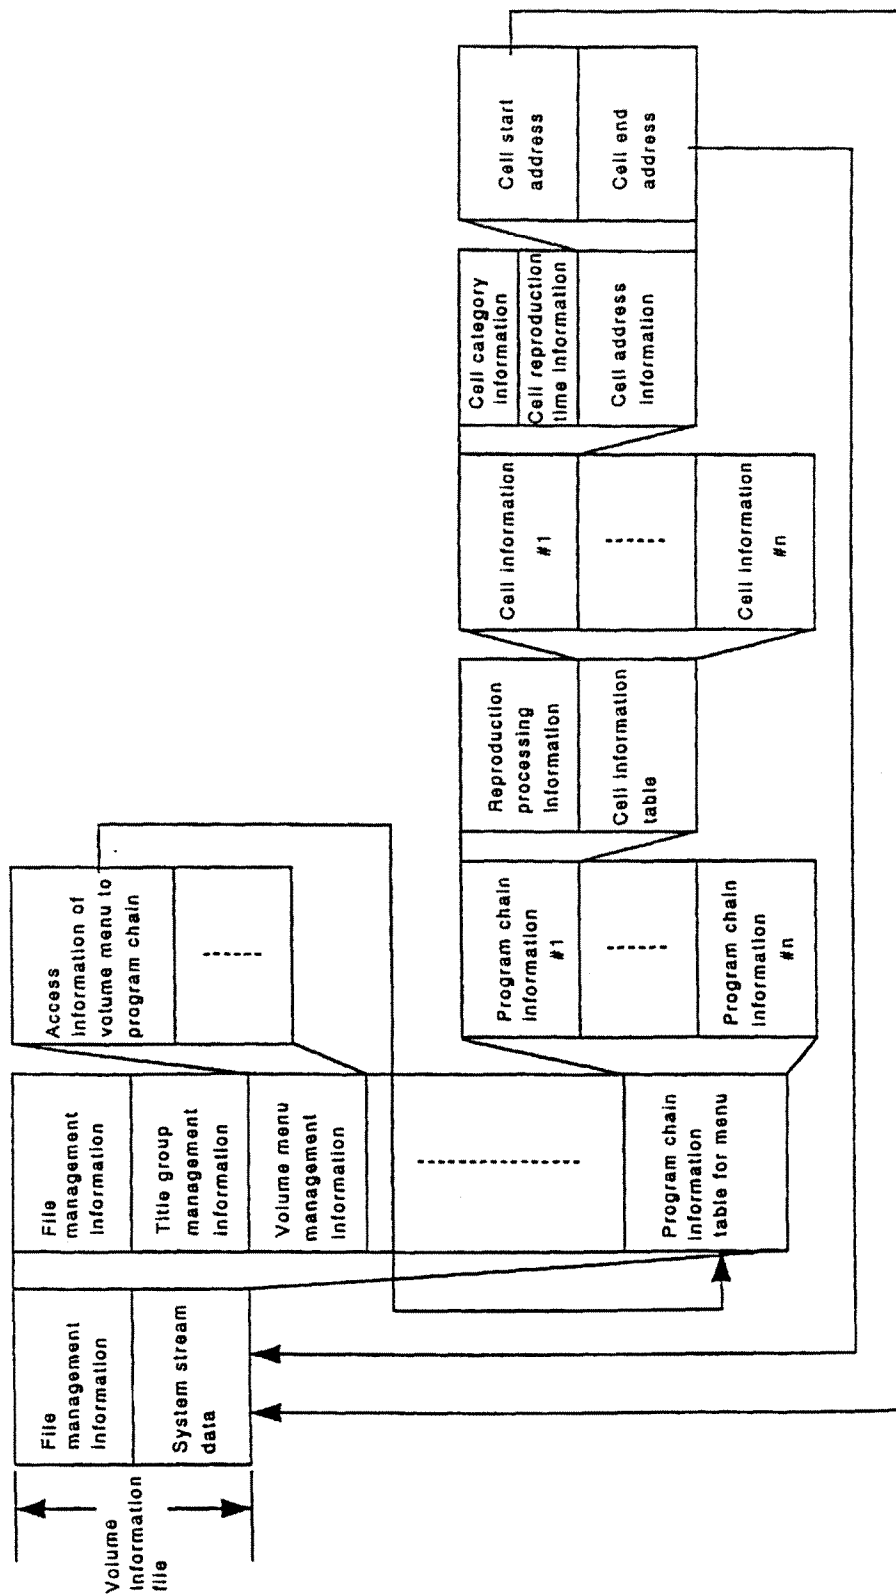 Volume
Information
file
File
management
Information
System stream
data
File
management
Information
Title group
management
Information
Volume menu
management
Information
Program chain
Information
table for menu
Access
Information of
volume menu to
program chain
Program chain
Information
#1
Program chain
Information
#n
Reproduction
processing
Information
Cell Information
table
Cell Information
#1
Cell Information
#n
Cell category
Information
Cell reproduction
time Information
Cell address
Information
Cell start
address
Cell end
address